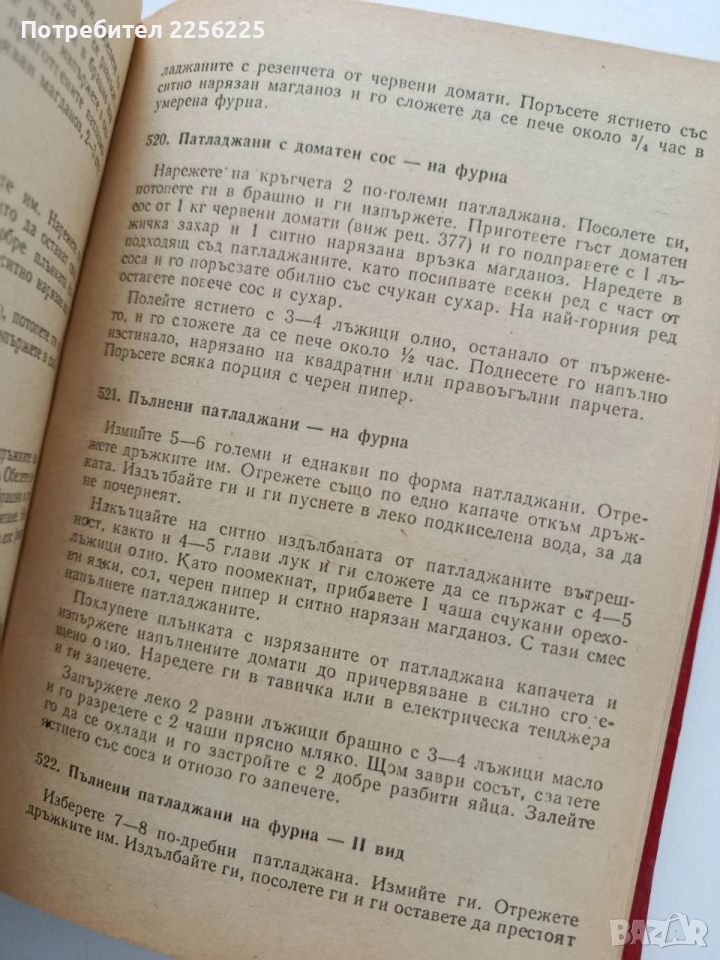 Потребител 2256225
ладжаните с резенчета от червени домати. Поръсете ястието със
ситно нарязан магданоз и го сложете да се пече около ³/₄ час в
умерена фурна.
520. Патладжани с доматен сос — на фурна
Нарежете на кръгчета 2 по-големи патладжана. Посолете ги,
потопете ги в брашно и ги изпържете. Пригответе гъст доматен
сос от 1 кг червени домати (виж рец. 377) и го подправете с 1 лъ-
жичка захар и 1 ситно нарязана връзка магданоз. Наредете в
подходящ съд патладжаните, като посипвате всеки ред с част от
соса и го поръсзате обилно със счукан сухар. На най-горния ред
оставете повече сос и сухар.
Полейте ястието с 3—4 лъжици олио, останало от пържене-
то, и го сложете да се пече около ½ час. Поднесете го напълно
изстинало, нарязано на квадратни или правоъгълни парчета.
Поръсете всяка порция с черен пипер.
521. Пълнени патладжани — на фурна
Измийте 5—6 големи и еднакви по форма патладжани. Отре-
жете дръжките им. Отрежете също по едно капаче откъм дръж-
ката. Издълбайте ги и ги пуснете в леко подкиселена вода, за да
не почернеят.
Накълцайте на ситно издълбаната от патладжаните вътреш-
ност, както и 4—5 глави лук и ги сложете да се пържат с 4—5
лъжици олио. Като поомекнат, прибавете 1 чаша счукани орехо-
ви ядки, сол, черен пипер и ситно нарязан магданоз. С тази смес
напълнете патладжаните.
Похлупете плънката с изрязаните от патладжана капачета и
изпържете напълнените домати до причервяване в силно сгоре-
щено олио. Наредете ги в тавичка или в електрическа тенджера
и ги запечете.
Запържете леко 2 равни лъжици брашно с 3—4 лъжици масло
и го разредете с 2 чаши прясно мляко. Щом заври сосът, свалете
го да се охлади и го застройте с 2 добре разбити яйца. Залейте
ястието със соса и отнозо го запечете.
522. Пълнени патладжани на фурна — II вид
Изберете 7—8 по-дребни патладжана. Измийте ги. Отрежете
дръжките им. Издълбайте ги, посолете ги и ги оставете да престоят
BAZAR